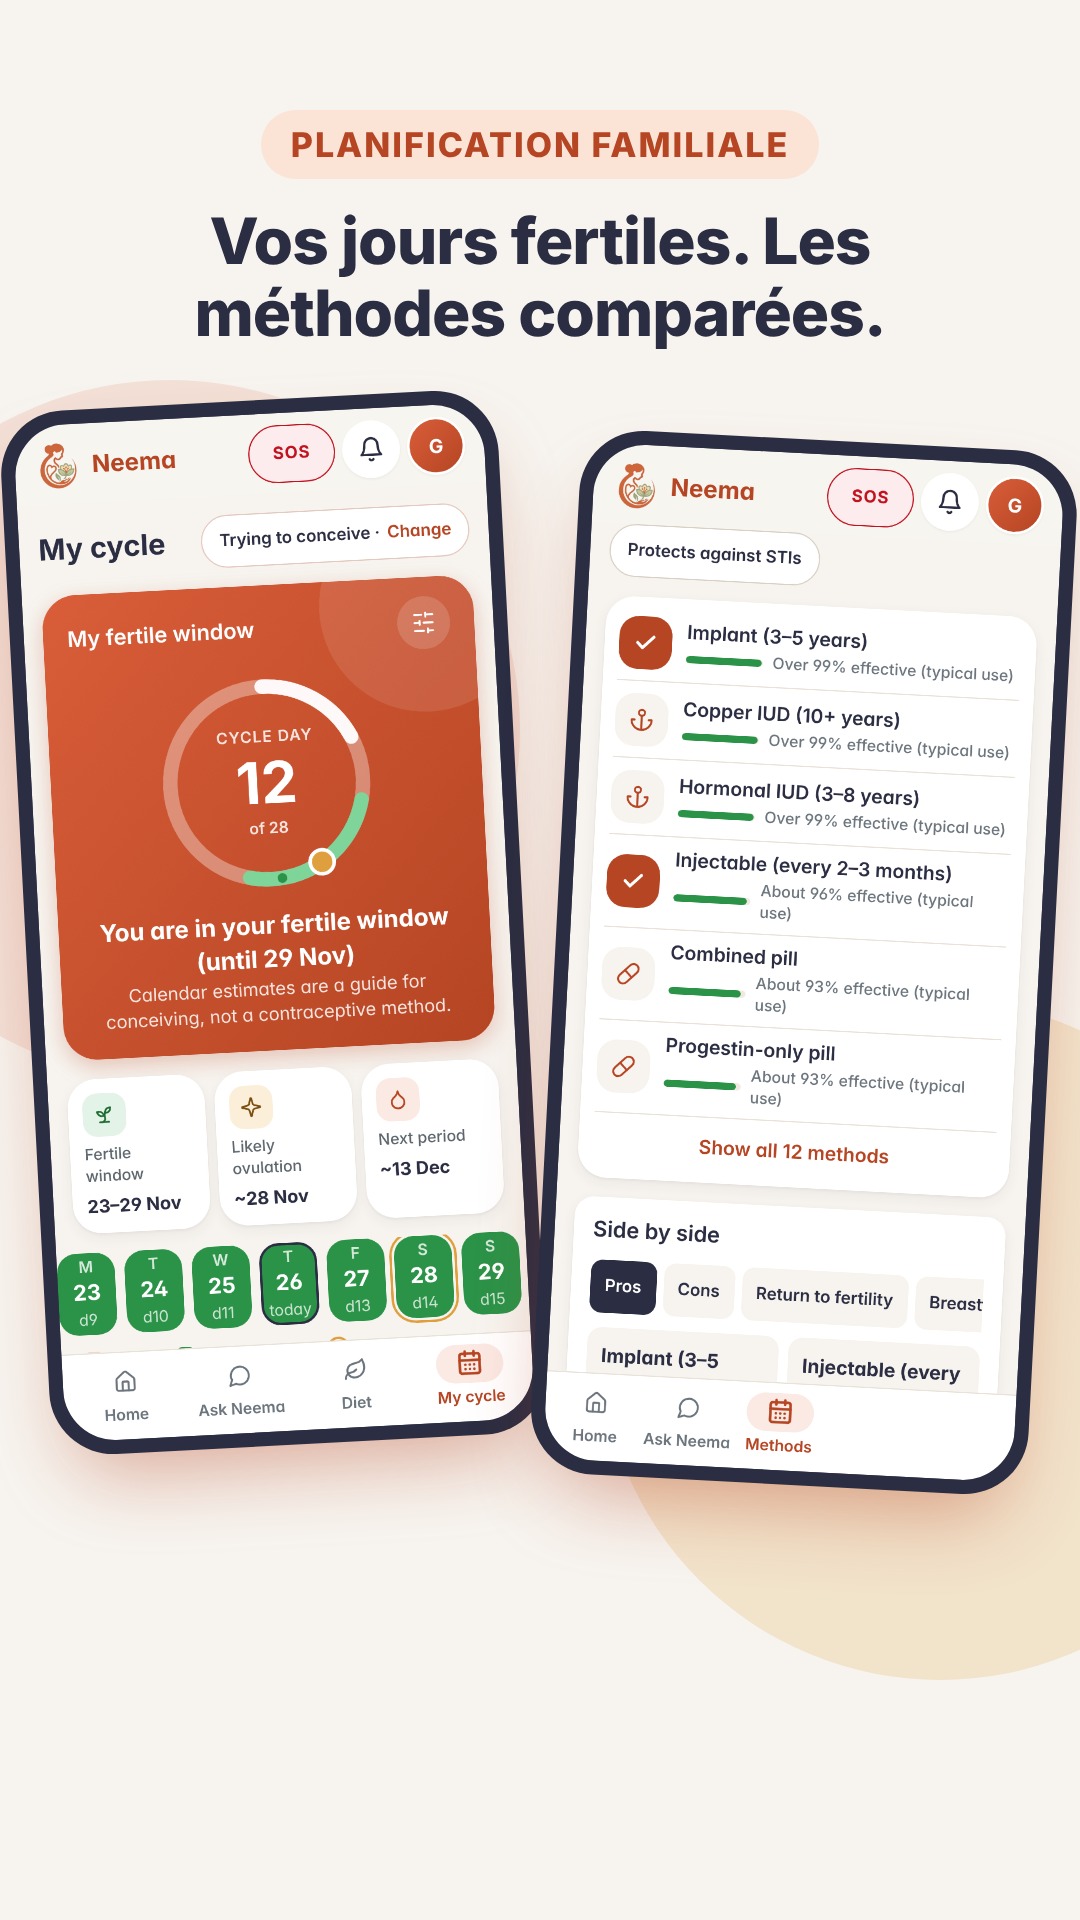 PLANIFICATION FAMILIALE
Vos jours fertiles. Les
méthodes comparées.
Neema
SOS
G
My cycle
Trying to conceive · Change
My fertile window
CYCLE DAY
12
of 28
You are in your fertile window
(until 29 Nov)
Calendar estimates are a guide for
conceiving, not a contraceptive method.
Fertile
window
23–29 Nov
Likely
ovulation
~28 Nov
Next period
~13 Dec
M
23
d9
T
24
d10
W
25
d11
T
26
today
F
27
d13
S
28
d14
S
29
d15
Home
Ask Neema
Diet
My cycle
Neema
SOS
G
Protects against STIs
Implant (3–5 years)
Over 99% effective (typical use)
Copper IUD (10+ years)
Over 99% effective (typical use)
Hormonal IUD (3–8 years)
Over 99% effective (typical use)
Injectable (every 2–3 months)
About 96% effective (typical
use)
Combined pill
About 93% effective (typical
use)
Progestin-only pill
About 93% effective (typical
use)
Show all 12 methods
Side by side
Pros
Cons
Return to fertility
Breast
Implant (3–5
Injectable (every
Home
Ask Neema
Methods